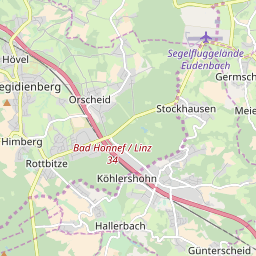 Hövel
Segelfluggelände
Eudenbach
Germsch
egidienberg
Orscheid
Stockhausen
Meie
Himberg
Bad Honnef / Linz
34
Rottbitze
Köhlershohn
Hallerbach
Günterscheid